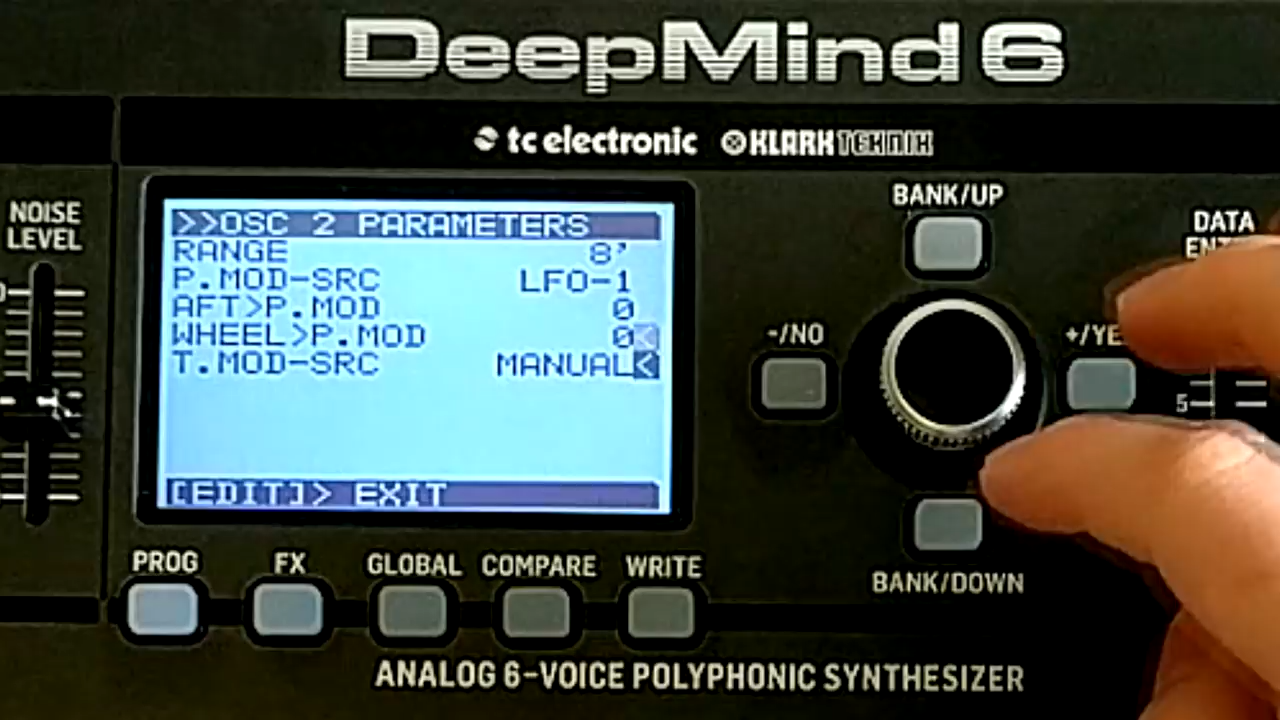 DeepMind 6
tc electronic KLARK TEKNIK
NOISE
LEVEL
>>OSC 2 PARAMETERS
RANGE 8'
P.MOD-SRC LFO-1
AFT>P.MOD 0
WHEEL>P.MOD 0<
T.MOD-SRC MANUAL<
[EDIT]> EXIT
BANK/UP
DATA
-/NO
5
BANK/DOWN
PROG FX GLOBAL COMPARE WRITE
ANALOG 6-VOICE POLYPHONIC SYNTHESIZER